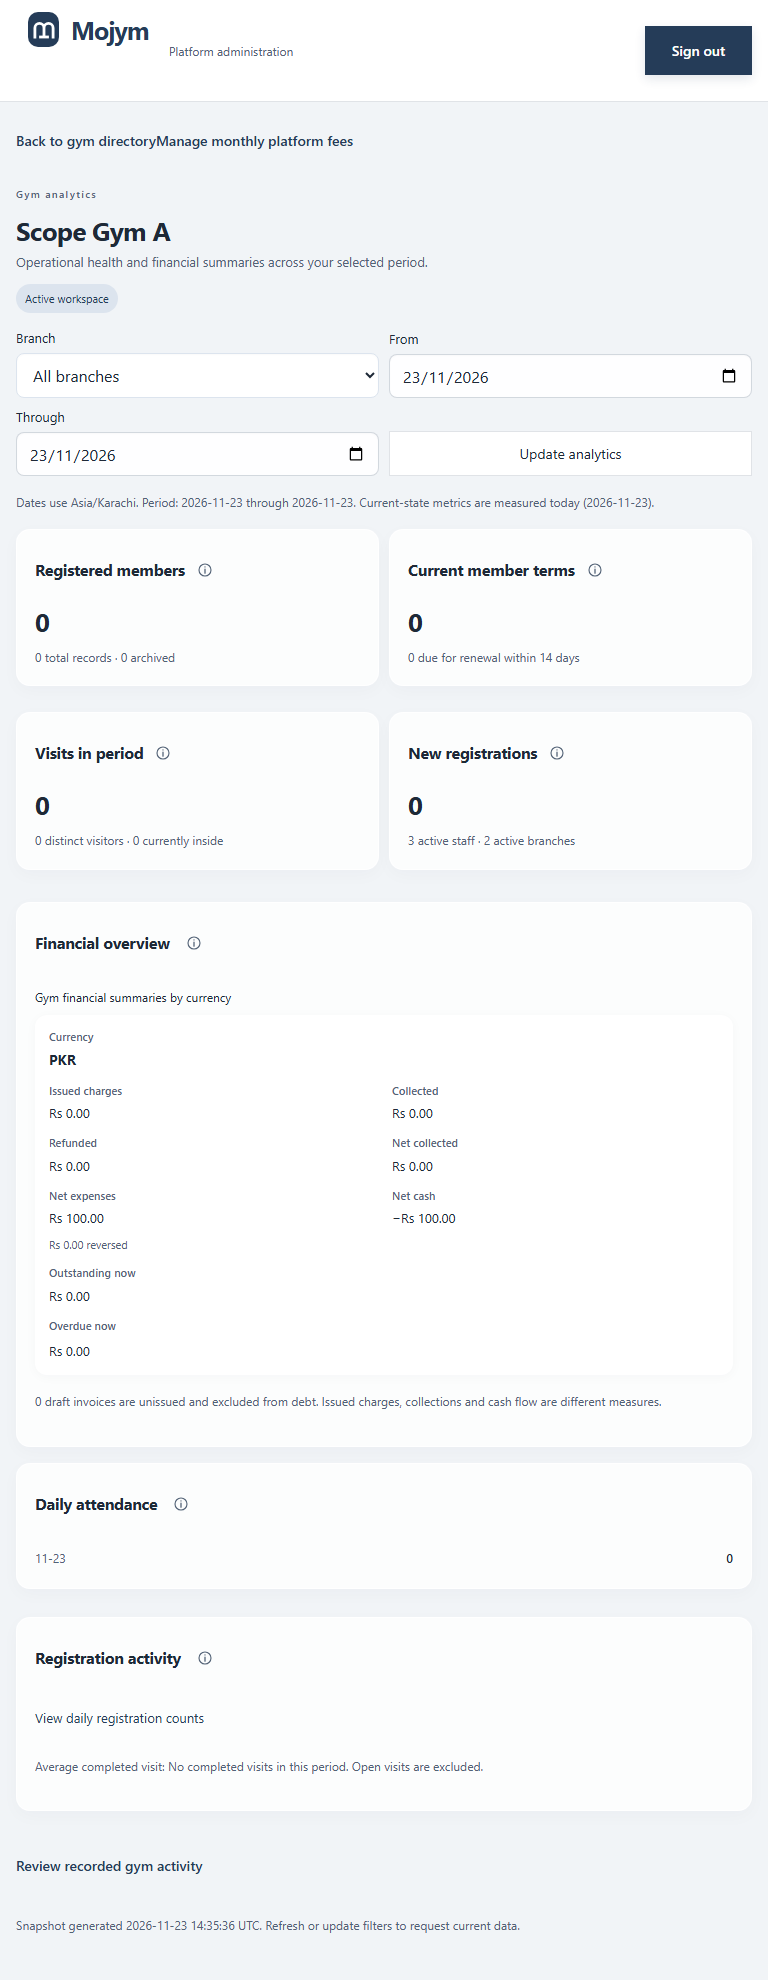 Mojym
Platform administration
Sign out
Back to gym directoryManage monthly platform fees
Gym analytics
Scope Gym A
Operational health and financial summaries across your selected period.
Active workspace
Branch
From
All branches
23/11/2026
Through
23/11/2026
Update analytics
Dates use Asia/Karachi. Period: 2026-11-23 through 2026-11-23. Current-state metrics are measured today (2026-11-23).
Registered members
0
0 total records · 0 archived
Current member terms
0
0 due for renewal within 14 days
Visits in period
0
0 distinct visitors · 0 currently inside
New registrations
0
3 active staff · 2 active branches
Financial overview
Gym financial summaries by currency
Currency
PKR
Issued charges
Rs 0.00
Collected
Rs 0.00
Refunded
Rs 0.00
Net collected
Rs 0.00
Net expenses
Rs 100.00
Rs 0.00 reversed
Net cash
−Rs 100.00
Outstanding now
Rs 0.00
Overdue now
Rs 0.00
0 draft invoices are unissued and excluded from debt. Issued charges, collections and cash flow are different measures.
Daily attendance
11-23 0
Registration activity
View daily registration counts
Average completed visit: No completed visits in this period. Open visits are excluded.
Review recorded gym activity
Snapshot generated 2026-11-23 14:35:36 UTC. Refresh or update filters to request current data.